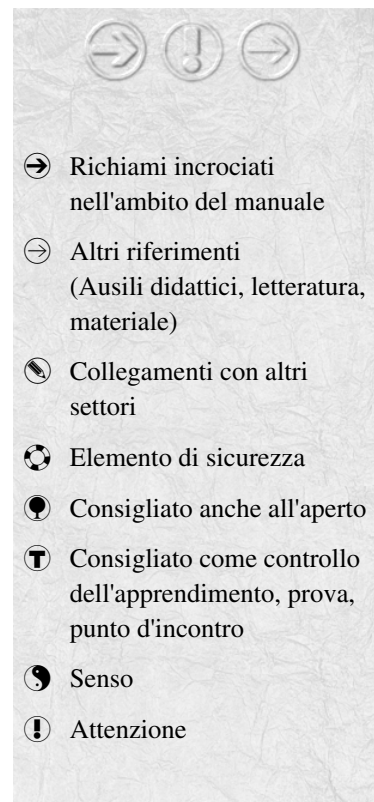 Richiami incrociati
nell'ambito del manuale
Altri riferimenti
(Ausili didattici, letteratura,
materiale)
Collegamenti con altri
settori
Elemento di sicurezza
Consigliato anche all'aperto
T Consigliato come controllo
dell'apprendimento, prova,
punto d'incontro
Senso
Attenzione